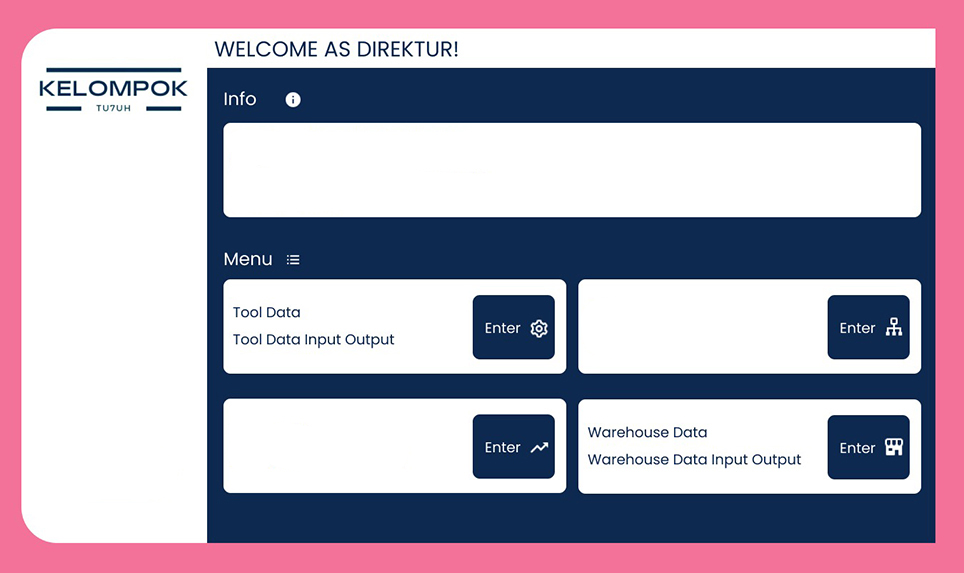 WELCOME AS DIREKTUR!
KELOMPOK
TU7UH
Info
Menu
Tool Data
Tool Data Input Output
Enter
Enter
Enter
Warehouse Data
Warehouse Data Input Output
Enter